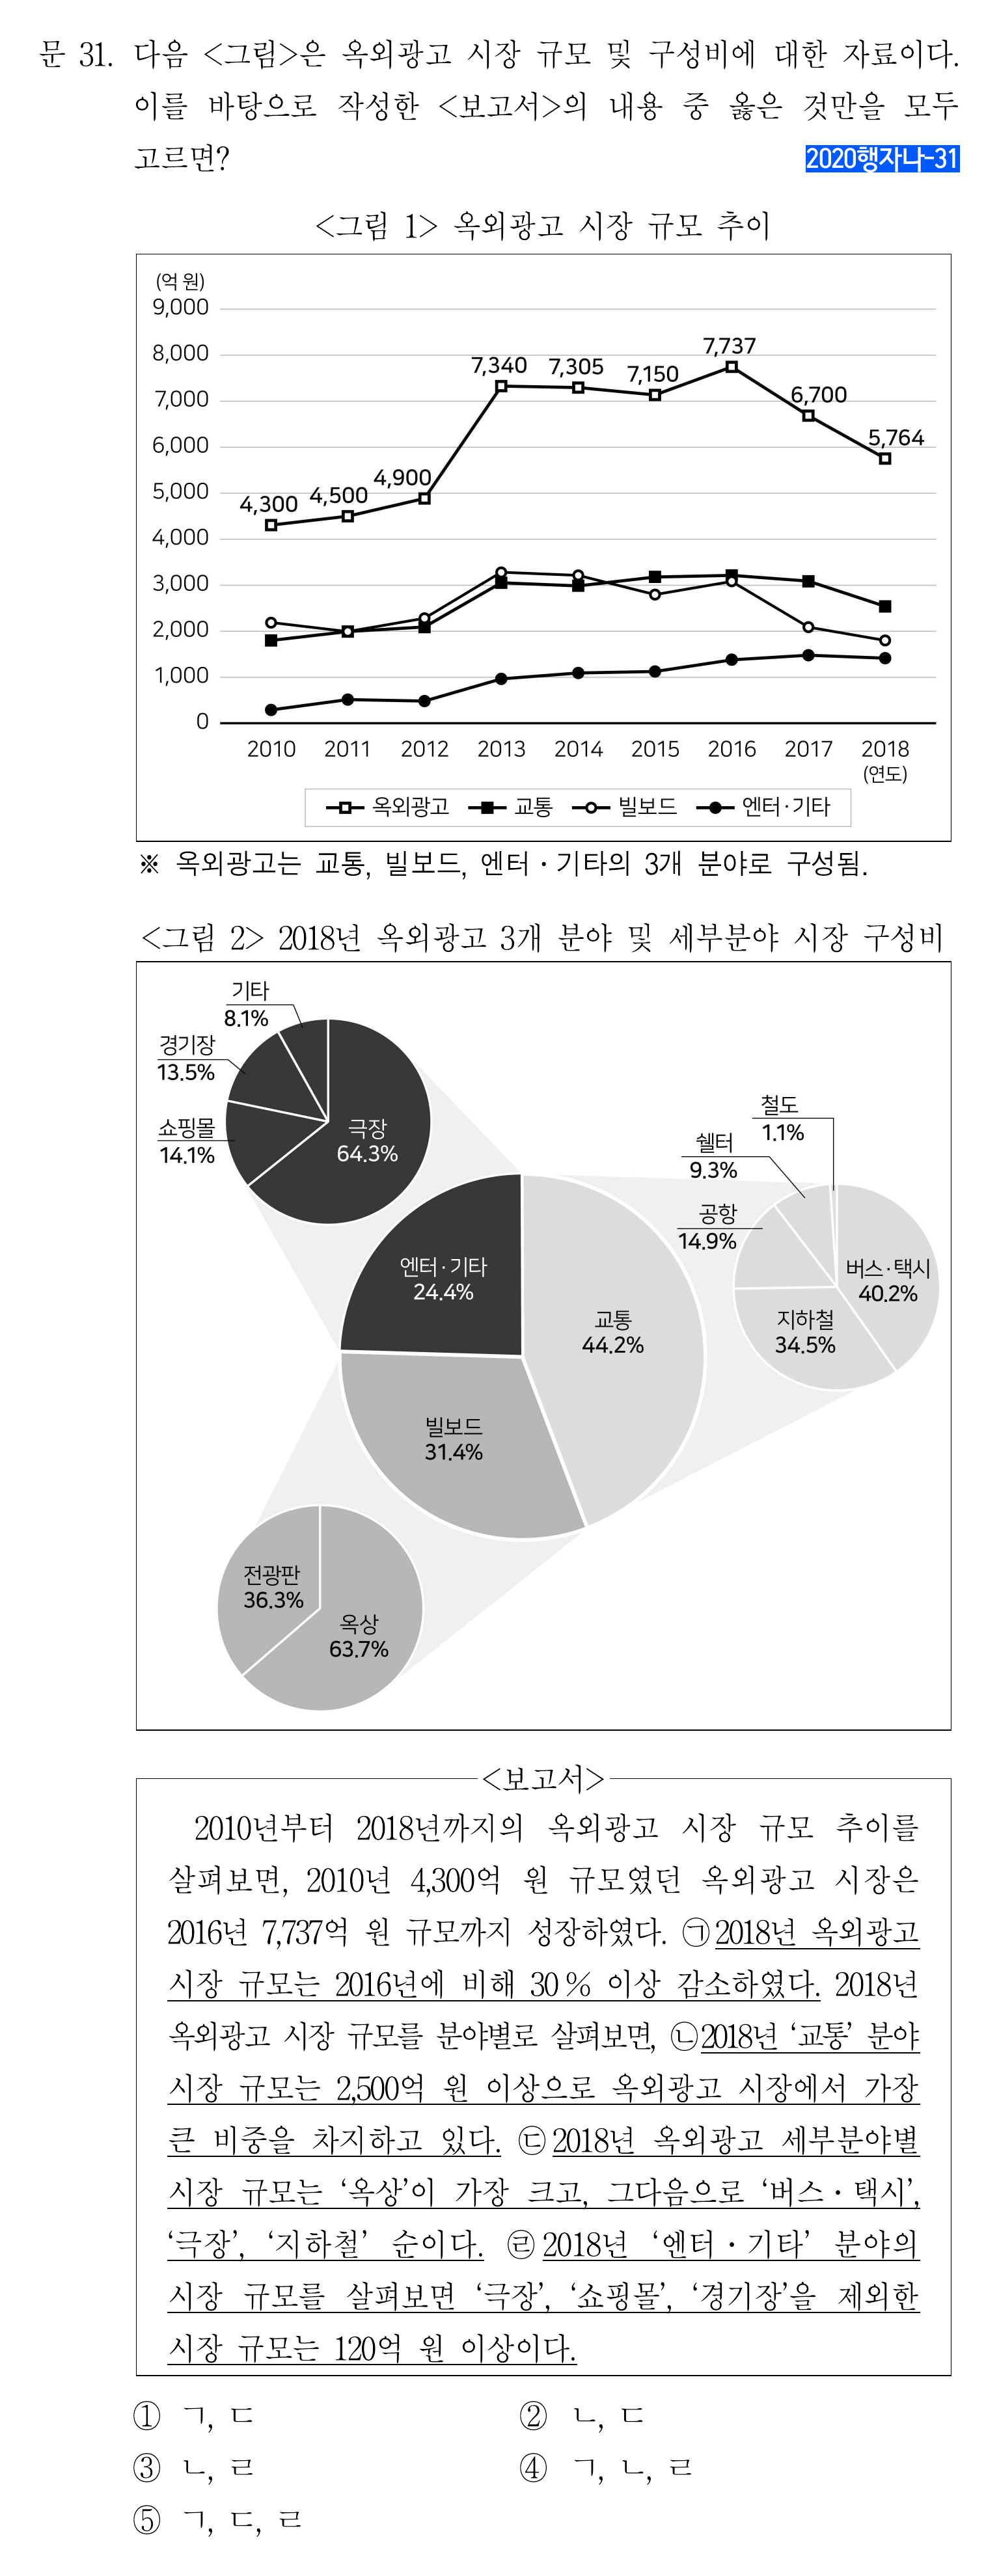 문 31. 다음 <그림>은 옥외광고 시장 규모 및 구성비에 대한 자료이다.
이를 바탕으로 작성한 <보고서>의 내용 중 옳은 것만을 모두
고르면?
2020행자나-31
<그림 1> 옥외광고 시장 규모 추이
(억 원)
9,000
8,000
7,000
6,000
5,000
4,000
3,000
2,000
1,000
0
4,300
4,500
4,900
7,340
7,305
7,150
7,737
6,700
5,764
2010 2011 2012 2013 2014 2015 2016 2017 2018
(연도)
옥외광고 교통 빌보드 엔터·기타
※ 옥외광고는 교통, 빌보드, 엔터·기타의 3개 분야로 구성됨.
<그림 2> 2018년 옥외광고 3개 분야 및 세부분야 시장 구성비
기타
8.1%
경기장
13.5%
쇼핑몰
14.1%
극장
64.3%
철도
1.1%
쉘터
9.3%
공항
14.9%
버스·택시
40.2%
지하철
34.5%
엔터·기타
24.4%
교통
44.2%
빌보드
31.4%
전광판
36.3%
옥상
63.7%
<보고서>
2010년부터 2018년까지의 옥외광고 시장 규모 추이를
살펴보면, 2010년 4,300억 원 규모였던 옥외광고 시장은
2016년 7,737억 원 규모까지 성장하였다. ㉠2018년 옥외광고
시장 규모는 2016년에 비해 30% 이상 감소하였다. 2018년
옥외광고 시장 규모를 분야별로 살펴보면, ㉡2018년 ‘교통’ 분야
시장 규모는 2,500억 원 이상으로 옥외광고 시장에서 가장
큰 비중을 차지하고 있다. ㉢2018년 옥외광고 세부분야별
시장 규모는 ‘옥상’이 가장 크고, 그다음으로 ‘버스·택시’,
‘극장’, ‘지하철’ 순이다. ㉣2018년 ‘엔터·기타’ 분야의
시장 규모를 살펴보면 ‘극장’, ‘쇼핑몰’, ‘경기장’을 제외한
시장 규모는 120억 원 이상이다.
① ㄱ, ㄷ ② ㄴ, ㄷ
③ ㄴ, ㄹ ④ ㄱ, ㄴ, ㄹ
⑤ ㄱ, ㄷ, ㄹ